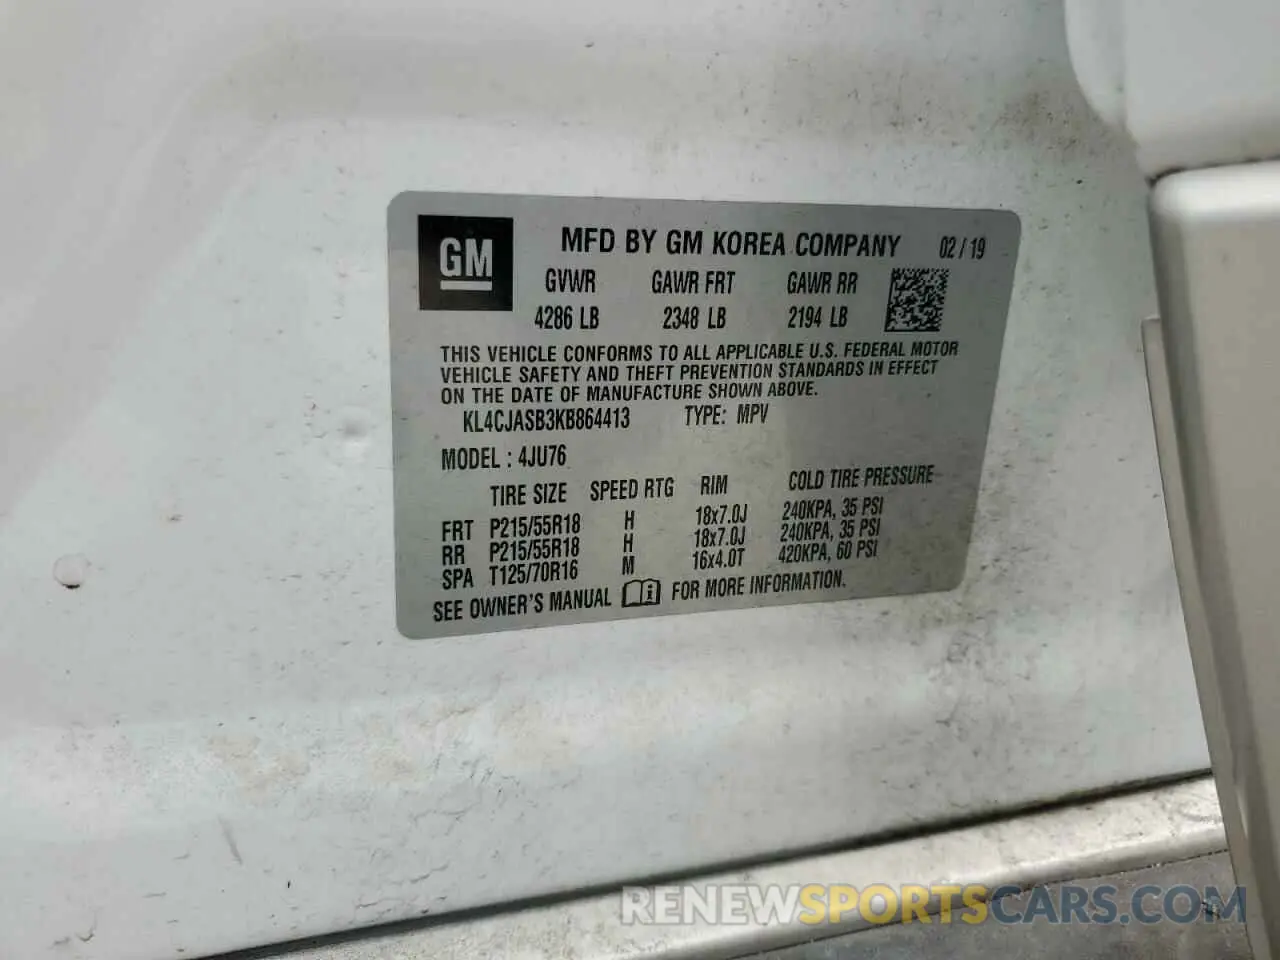 GM
MFD BY GM KOREA COMPANY 02/19
GVWR GAWR FRT GAWR RR
4286 LB 2348 LB 2194 LB
THIS VEHICLE CONFORMS TO ALL APPLICABLE U.S. FEDERAL MOTOR
VEHICLE SAFETY AND THEFT PREVENTION STANDARDS IN EFFECT
ON THE DATE OF MANUFACTURE SHOWN ABOVE.
KL4CJASB3KB864413 TYPE: MPV
MODEL : 4JU76
TIRE SIZE SPEED RTG RIM COLD TIRE PRESSURE
FRT P215/55R18 H 18x7.0J 240KPA, 35 PSI
RR P215/55R18 H 18x7.0J 240KPA, 35 PSI
SPA T125/70R16 M 16x4.0T 420KPA, 60 PSI
SEE OWNER'S MANUAL FOR MORE INFORMATION.
RENEWSPORTSCARS.COM